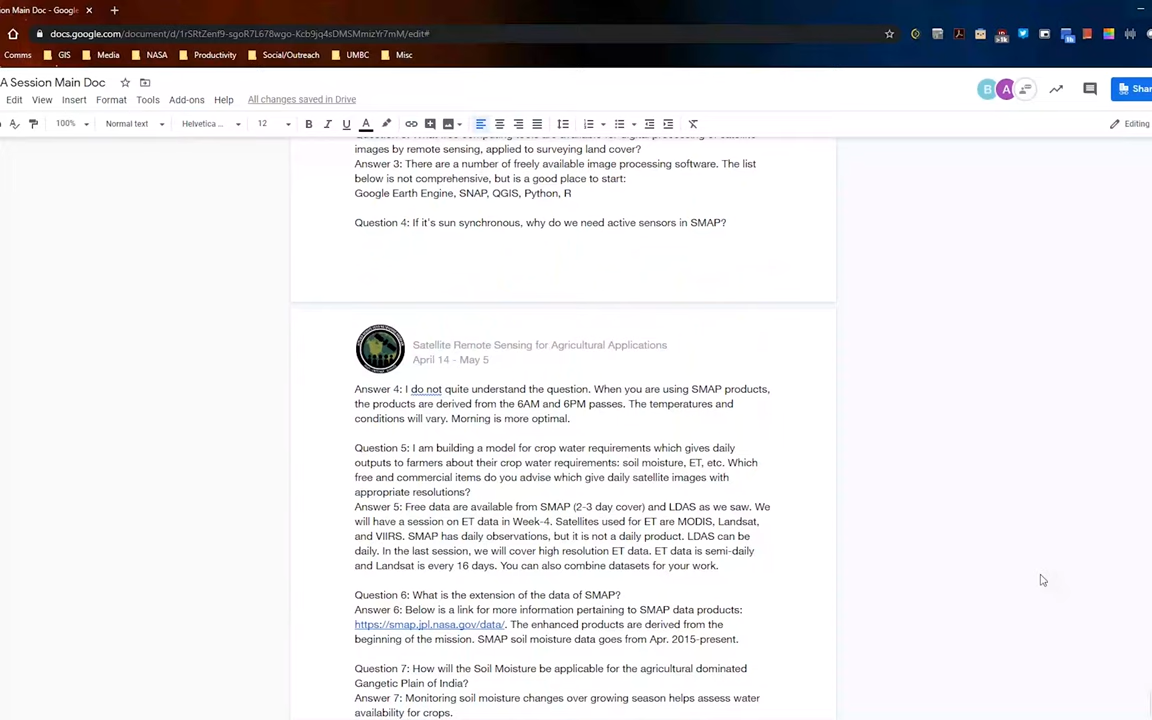 on Main Doc - Google
docs.google.com/document/d/1rSRtZenf9-sgoR7L678wgo-Kcb9jq4sDMSMmizYr7mM/edit#
Comms GIS Media NASA Productivity Social/Outreach UMBC Misc
A Session Main Doc
B A Shar
Edit View Insert Format Tools Add-ons Help All changes saved in Drive
100% Normal text Helvetica ... 12 B I U A Editing
images by remote sensing, applied to surveying land cover?
Answer 3: There are a number of freely available image processing software. The list
below is not comprehensive, but is a good place to start:
Google Earth Engine, SNAP, QGIS, Python, R
Question 4: If it's sun synchronous, why do we need active sensors in SMAP?
Satellite Remote Sensing for Agricultural Applications
April 14 - May 5
Answer 4: I do not quite understand the question. When you are using SMAP products,
the products are derived from the 6AM and 6PM passes. The temperatures and
conditions will vary. Morning is more optimal.
Question 5: I am building a model for crop water requirements which gives daily
outputs to farmers about their crop water requirements: soil moisture, ET, etc. Which
free and commercial items do you advise which give daily satellite images with
appropriate resolutions?
Answer 5: Free data are available from SMAP (2-3 day cover) and LDAS as we saw. We
will have a session on ET data in Week-4. Satellites used for ET are MODIS, Landsat,
and VIIRS. SMAP has daily observations, but it is not a daily product. LDAS can be
daily. In the last session, we will cover high resolution ET data. ET data is semi-daily
and Landsat is every 16 days. You can also combine datasets for your work.
Question 6: What is the extension of the data of SMAP?
Answer 6: Below is a link for more information pertaining to SMAP data products:
https://smap.jpl.nasa.gov/data/. The enhanced products are derived from the
beginning of the mission. SMAP soil moisture data goes from Apr. 2015-present.
Question 7: How will the Soil Moisture be applicable for the agricultural dominated
Gangetic Plain of India?
Answer 7: Monitoring soil moisture changes over growing season helps assess water
availability for crops.